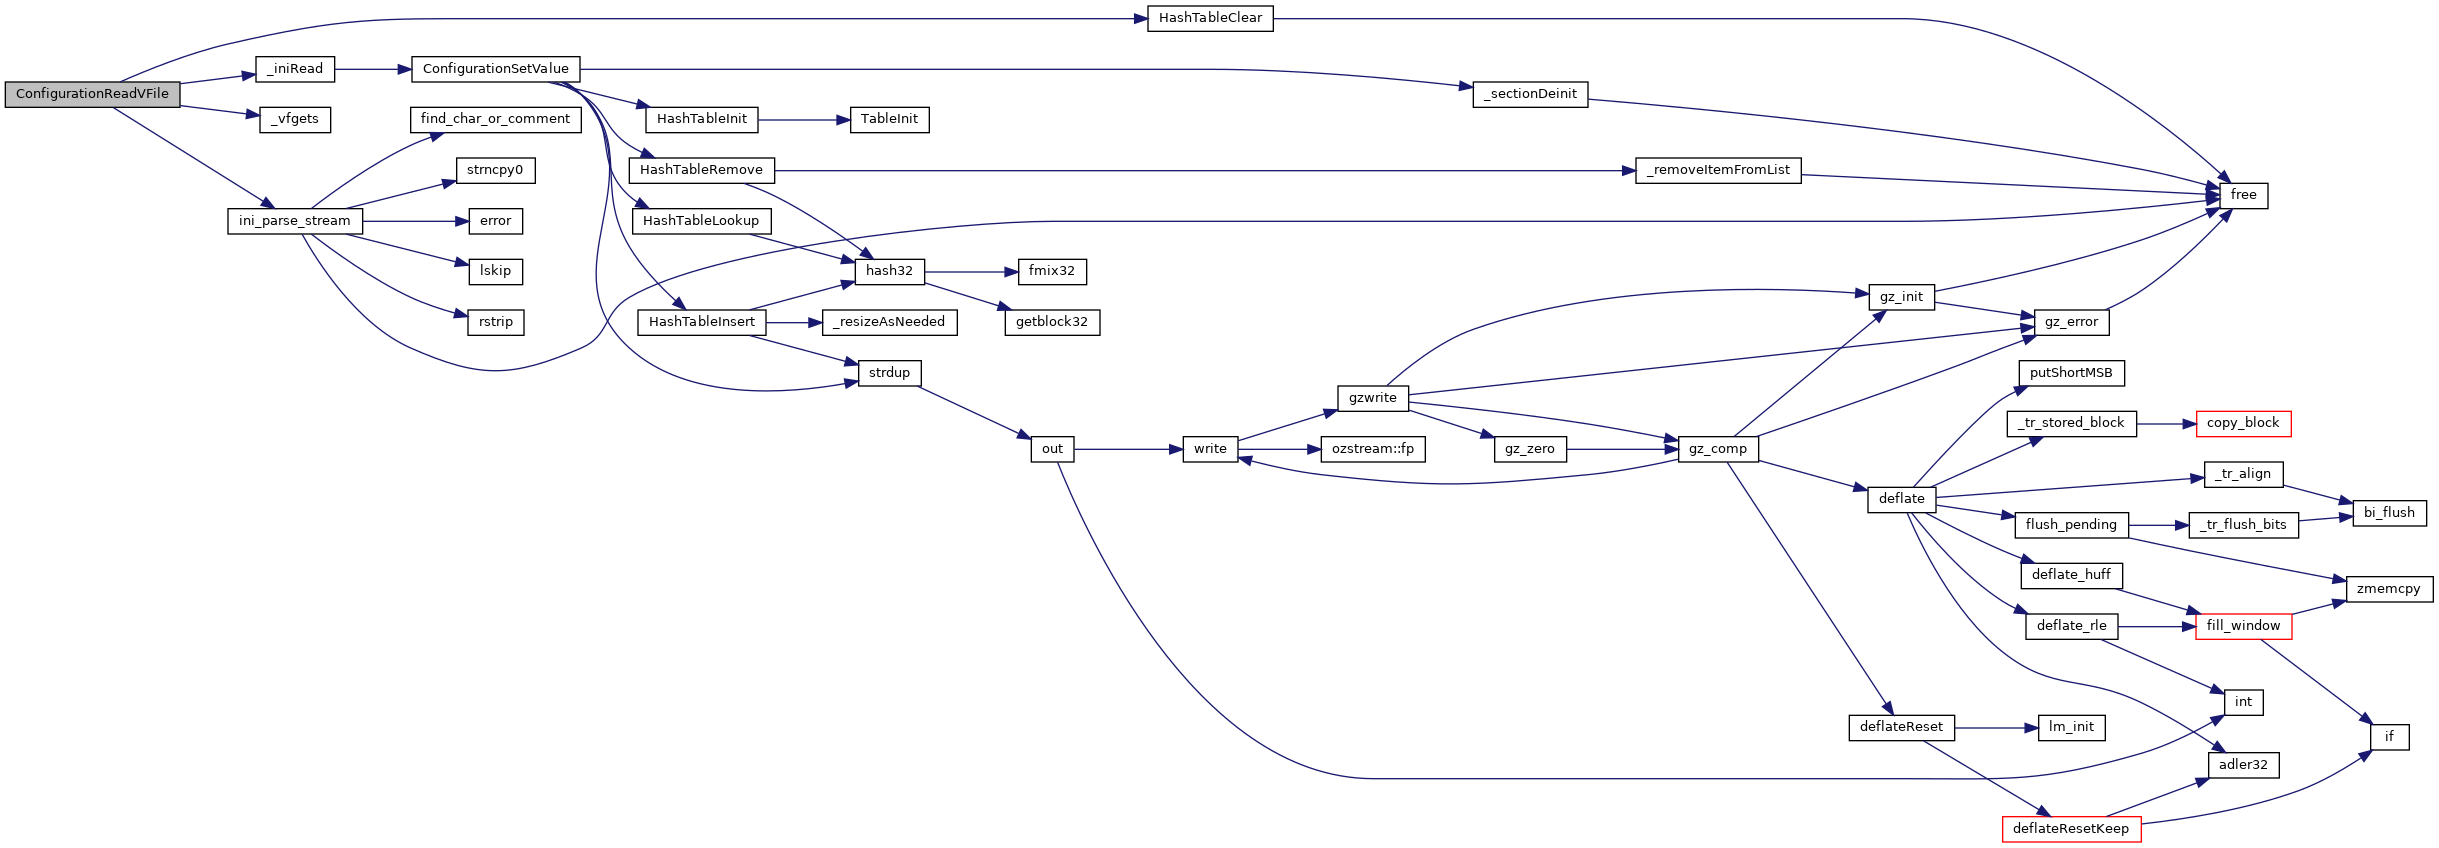 HashTableClear
ConfigurationReadVFile
_iniRead
_vfgets
ini_parse_stream
ConfigurationSetValue
find_char_or_comment
strncpy0
error
lskip
rstrip
HashTableInit
HashTableRemove
HashTableLookup
HashTableInsert
TableInit
hash32
_resizeAsNeeded
strdup
fmix32
getblock32
out
write
gzwrite
ozstream::fp
_sectionDeinit
gz_zero
_removeItemFromList
gz_comp
free
gz_init
gz_error
deflate
putShortMSB
_tr_stored_block
copy_block
_tr_align
flush_pending
_tr_flush_bits
bi_flush
deflate_huff
zmemcpy
deflate_rle
fill_window
int
deflateReset
lm_init
if
adler32
deflateResetKeep